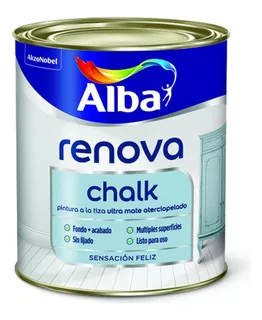 AkzoNobel
Alba
renova
chalk
pintura a la tiza ultra mate aterciopelado
Fondo + acabado
Multiples superficies
Sin lijado
Listo para uso
SENSACIÓN FELIZ